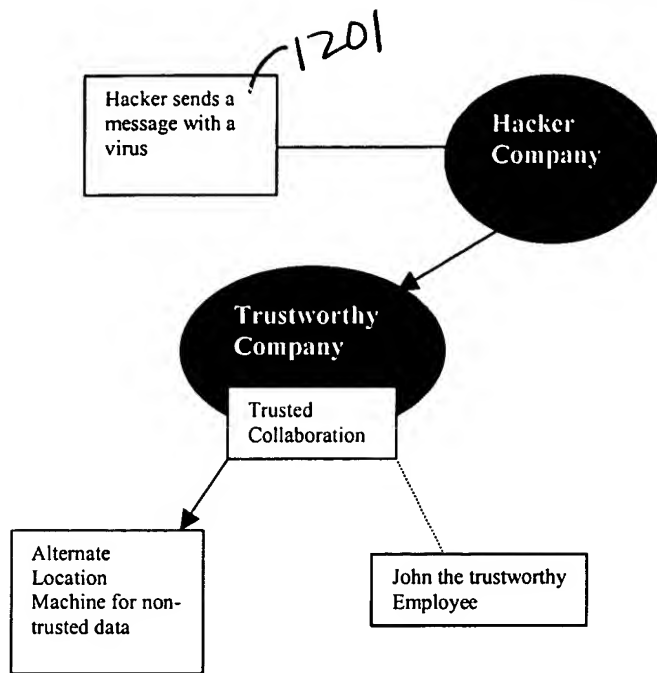 1201
Hacker sends a
message with a
virus
Hacker
Company
Trustworthy
Company
Trusted
Collaboration
Alternate
Location
Machine for non-
trusted data
John the trustworthy
Employee